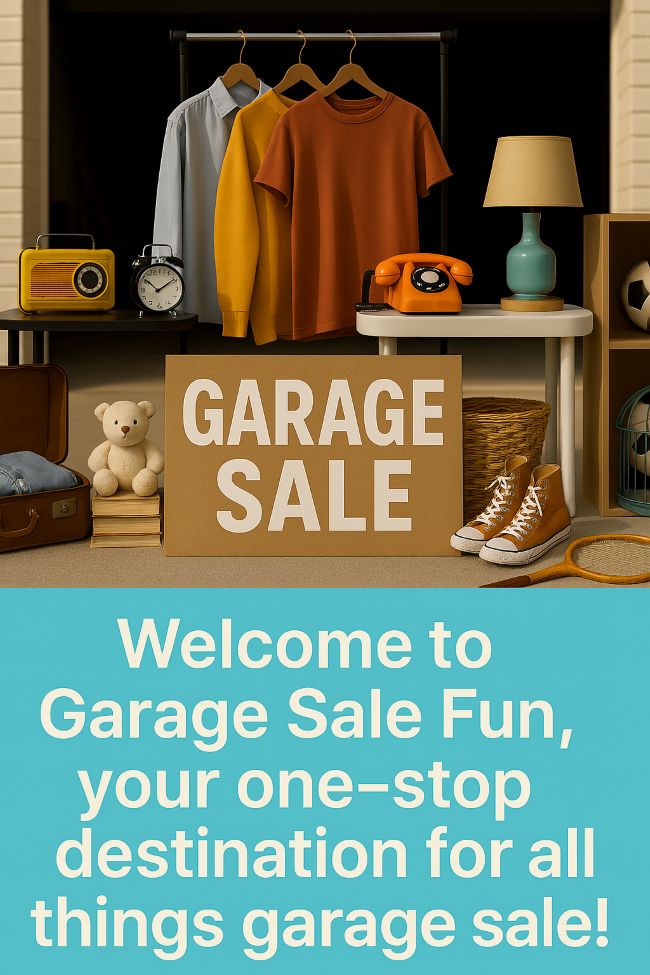 GARAGE
SALE
Welcome to
Garage Sale Fun,
your one-stop
destination for all
things garage sale!